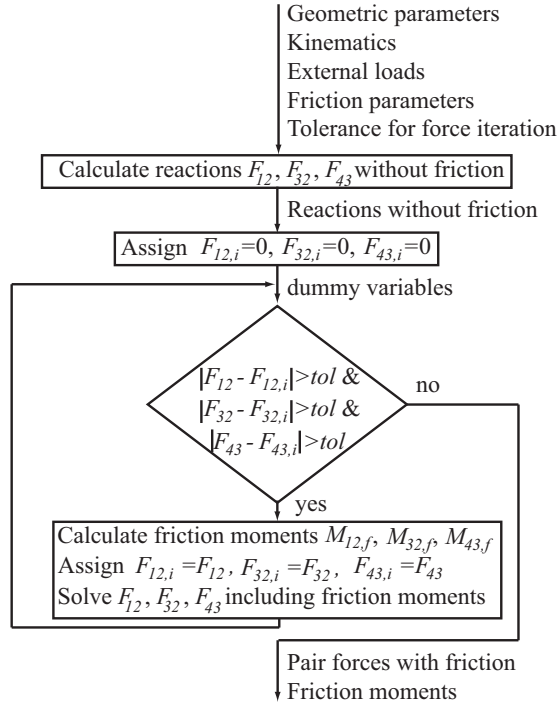 Geometric parameters
Kinematics
External loads
Friction parameters
Tolerance for force iteration
Calculate reactions F12, F32, F43 without friction
Reactions without friction
Assign F12,i=0, F32,i=0, F43,i=0
dummy variables
|F12 - F12,i|>tol &
|F32 - F32,i|>tol &
|F43 - F43,i|>tol
no
yes
Calculate friction moments M12,f, M32,f, M43,f
Assign F12,i =F12 , F32,i =F32, F43,i =F43
Solve F12, F32, F43 including friction moments
Pair forces with friction
Friction moments